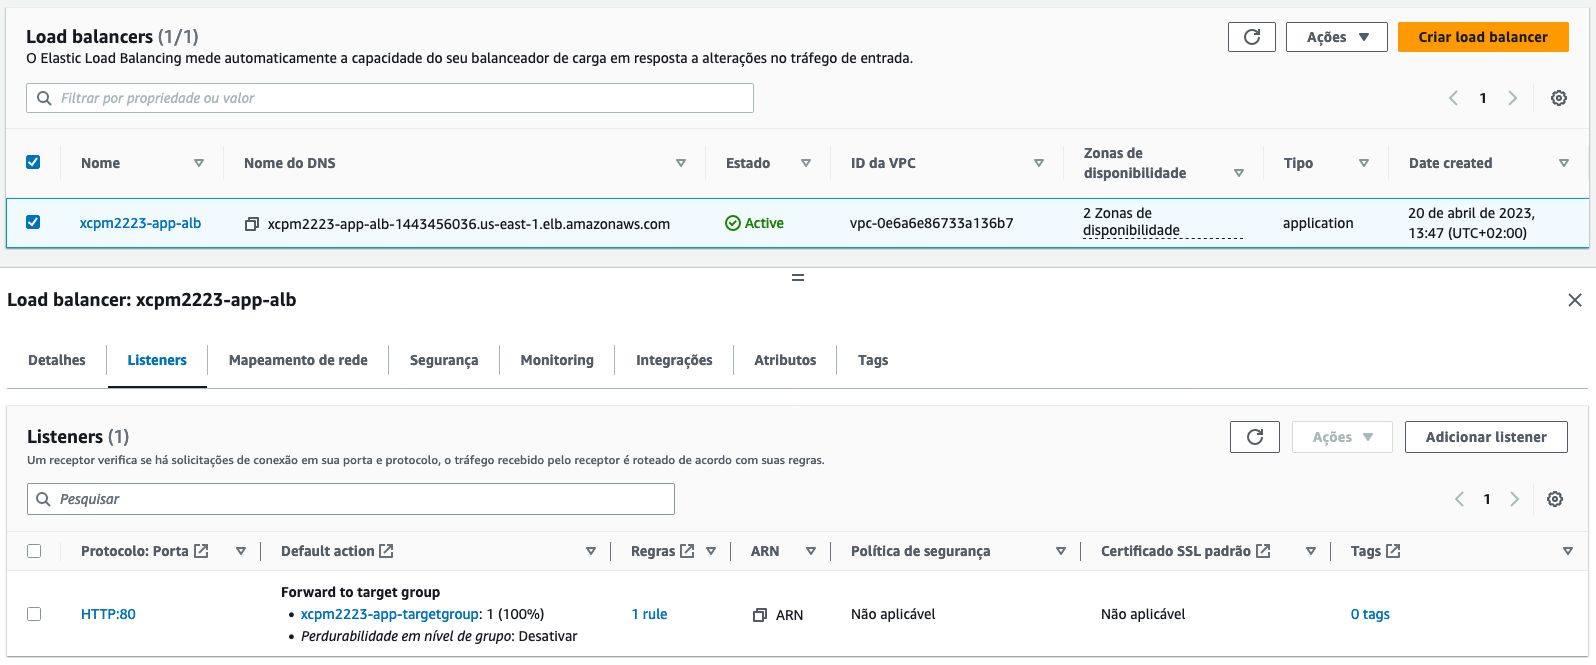 Load balancers (1/1)
O Elastic Load Balancing mede automaticamente a capacidade do seu balanceador de carga em resposta a alterações no tráfego de entrada.
Ações
Criar load balancer
Filtrar por propriedade ou valor
1
Nome
Nome do DNS
Estado
ID da VPC
Zonas de
disponibilidade
Tipo
Date created
xcpm2223-app-alb
xcpm2223-app-alb-1443456036.us-east-1.elb.amazonaws.com
Active
vpc-0e6a6e86733a136b7
2 Zonas de
disponibilidade
application
20 de abril de 2023,
13:47 (UTC+02:00)
Load balancer: xcpm2223-app-alb
Detalhes
Listeners
Mapeamento de rede
Segurança
Monitoring
Integrações
Atributos
Tags
Listeners (1)
Um receptor verifica se há solicitações de conexão em sua porta e protocolo, o tráfego recebido pelo receptor é roteado de acordo com suas regras.
Ações
Adicionar listener
Pesquisar
1
Protocolo: Porta
Default action
Regras
ARN
Política de segurança
Certificado SSL padrão
Tags
HTTP:80
Forward to target group
• xcpm2223-app-targetgroup: 1 (100%)
• Perdurabilidade em nível de grupo: Desativar
1 rule
ARN
Não aplicável
Não aplicável
0 tags